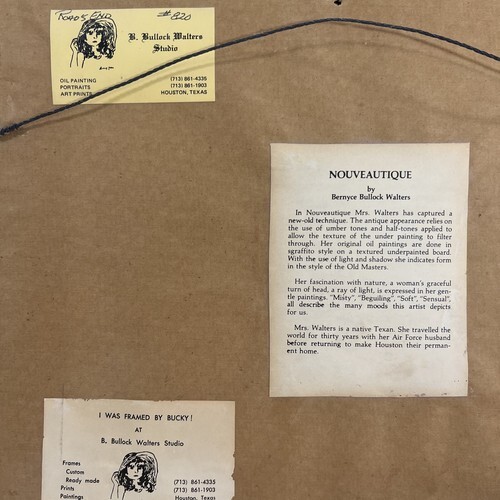 ROADS END #820
B. Bullock Walters
Studio
OIL PAINTING
PORTRAITS
ART PRINTS
(713) 861-4335
(713) 861-1903
HOUSTON, TEXAS
NOUVEAUTIQUE
by
Bernyce Bullock Walters
In Nouveautique Mrs. Walters has captured a
new-old technique. The antique appearance relies on
the use of umber tones and half-tones applied to
allow the texture of the under painting to filter
through. Her original oil paintings are done in
sgraffito style on a textured underpainted board.
With the use of light and shadow she indicates form
in the style of the Old Masters.
Her fascination with nature, a woman's graceful
turn of head, a ray of light, is expressed in her gen-
tle paintings. "Misty", "Beguiling", "Soft", "Sensual",
all describe the many moods this artist depicts
for us.
Mrs. Walters is a native Texan. She travelled the
world for thirty years with her Air Force husband
before returning to make Houston their perman-
ent home.
I WAS FRAMED BY BUCKY!
AT
B. Bullock Walters Studio
Frames
Custom
Ready made
Prints
Paintings
(713) 861-4335
(713) 861-1903
Houston, Texas